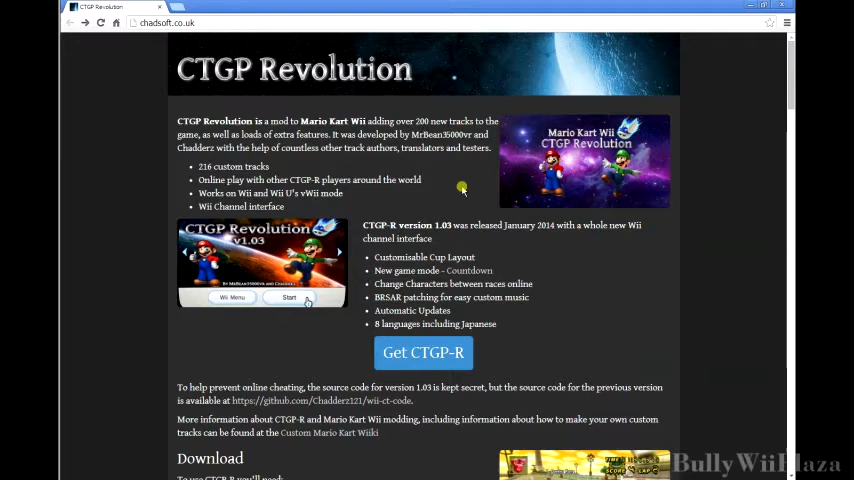 CTGP Revolution
chadsoft.co.uk
CTGP Revolution
CTGP Revolution is a mod to Mario Kart Wii adding over 200 new tracks to the
game, as well as loads of extra features. It was developed by MrBean35000vr and
Chadderz with the help of countless other track authors, translators and testers.
216 custom tracks
Online play with other CTGP-R players around the world
Works on Wii and Wii U's vWii mode
Wii Channel interface
Mario Kart Wii
CTGP Revolution
CTGP Revolution
v1.03
By MrBean35000vr and Chadderz
Wii Menu
Start
CTGP-R version 1.03 was released January 2014 with a whole new Wii
channel interface
Customisable Cup Layout
New game mode - Countdown
Change Characters between races online
BRSAR patching for easy custom music
Automatic Updates
8 languages including Japanese
Get CTGP-R
To help prevent online cheating, the source code for version 1.03 is kept secret, but the source code for the previous
version is available at https://github.com/Chadderz121/wii-ct-code.
More information about CTGP-R and Mario Kart Wii modding, including information about how to make your own custom
tracks can be found at the Custom Mario Kart Wiiki
Download
To use CTGP-R you'll need:
BullyWiiPlaza